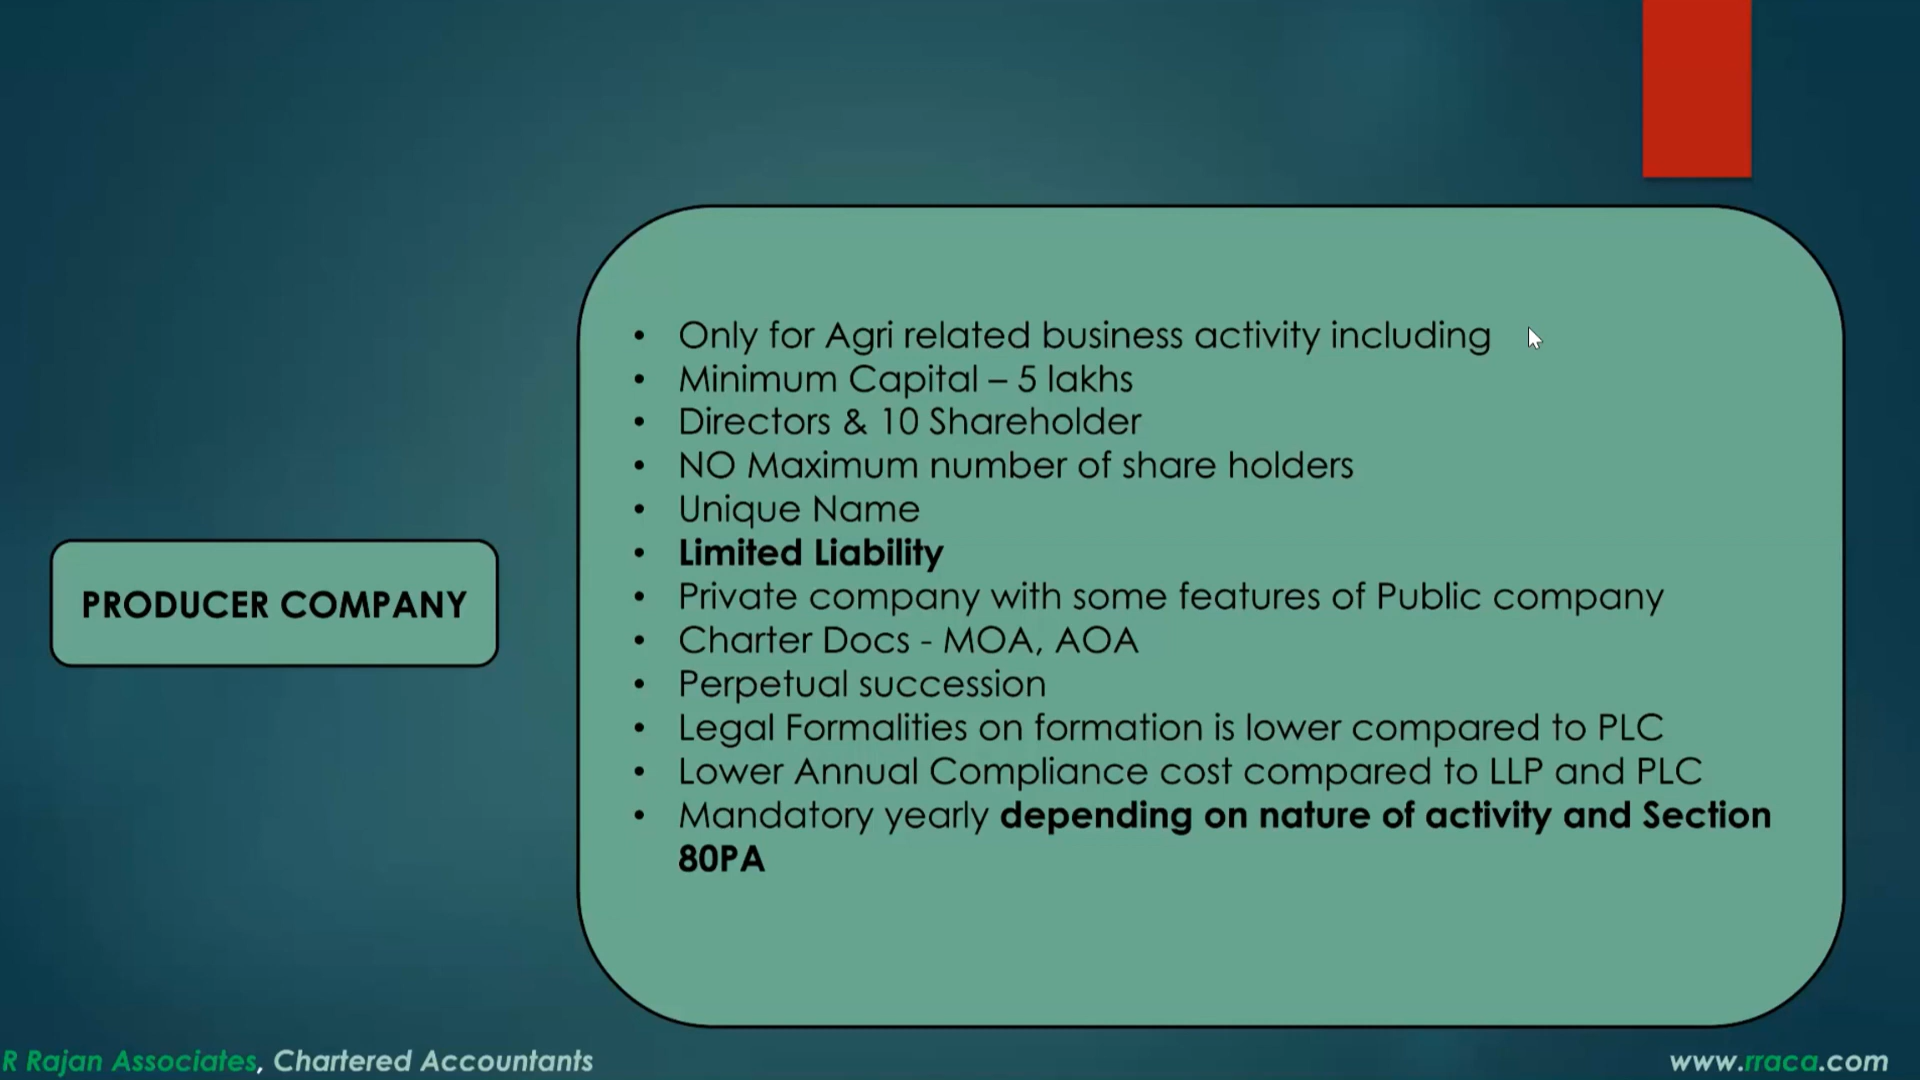 PRODUCER COMPANY
• Only for Agri related business activity including
• Minimum Capital – 5 lakhs
• Directors & 10 Shareholder
• NO Maximum number of share holders
• Unique Name
• Limited Liability
• Private company with some features of Public company
• Charter Docs - MOA, AOA
• Perpetual succession
• Legal Formalities on formation is lower compared to PLC
• Lower Annual Compliance cost compared to LLP and PLC
• Mandatory yearly depending on nature of activity and Section
80PA
R Rajan Associates, Chartered Accountants
www.rraca.com